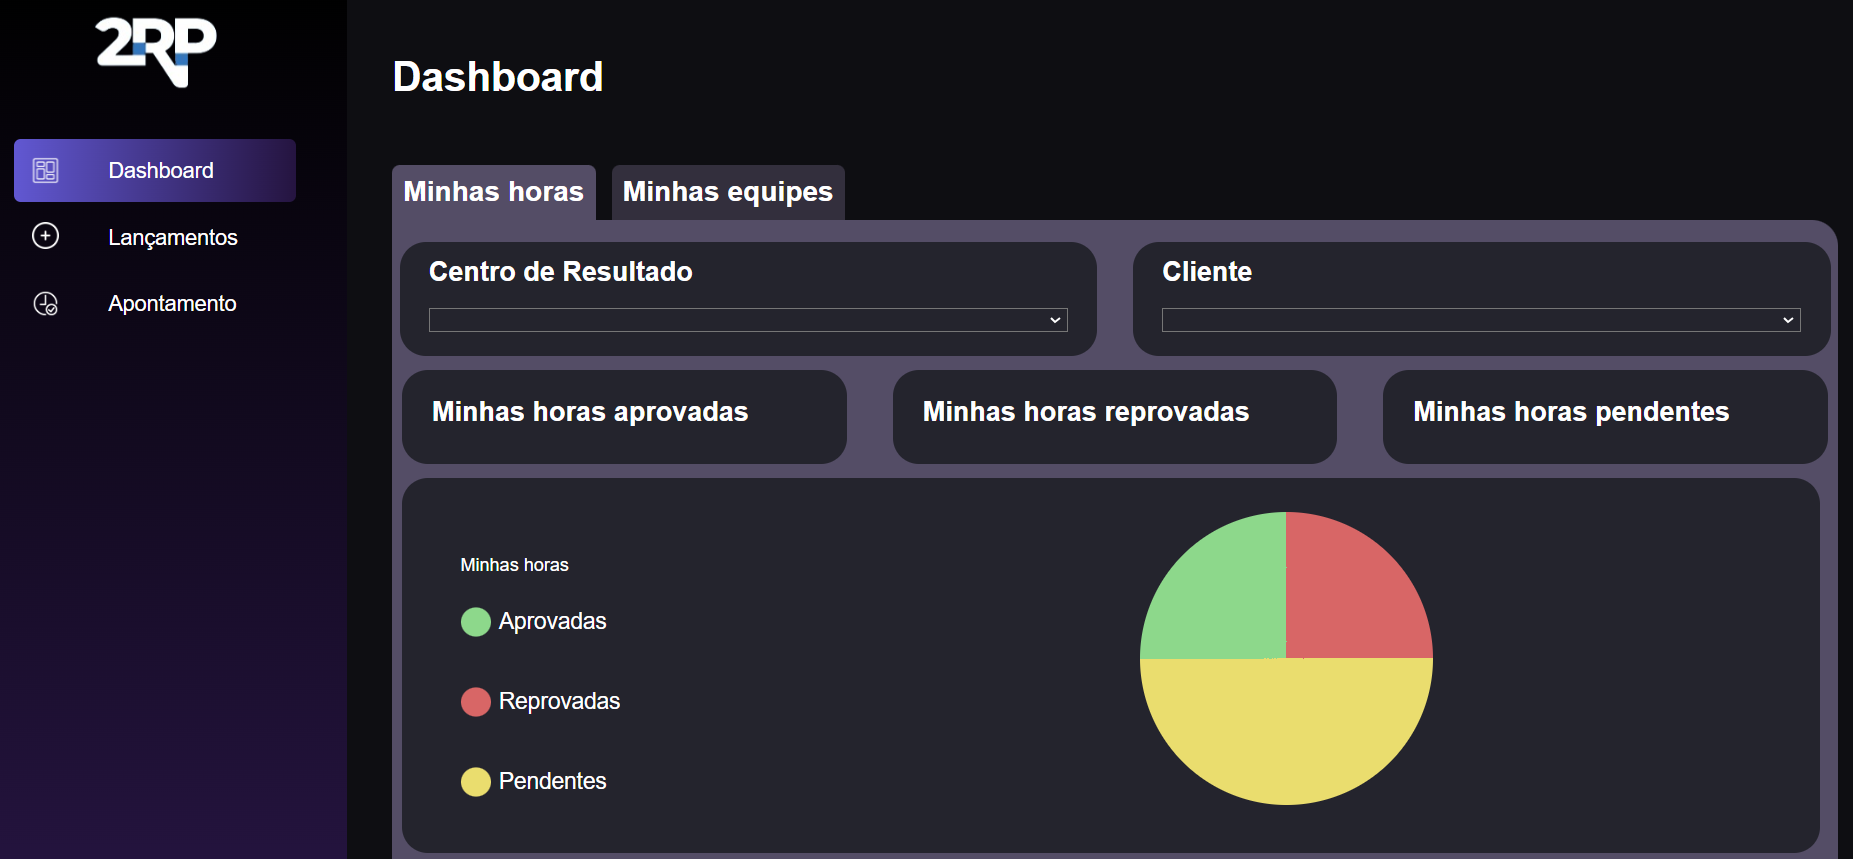 2RP
Dashboard
Dashboard
Lançamentos
Apontamento
Minhas horas
Minhas equipes
Centro de Resultado
Cliente
Minhas horas aprovadas
Minhas horas reprovadas
Minhas horas pendentes
Minhas horas
Aprovadas
Reprovadas
Pendentes